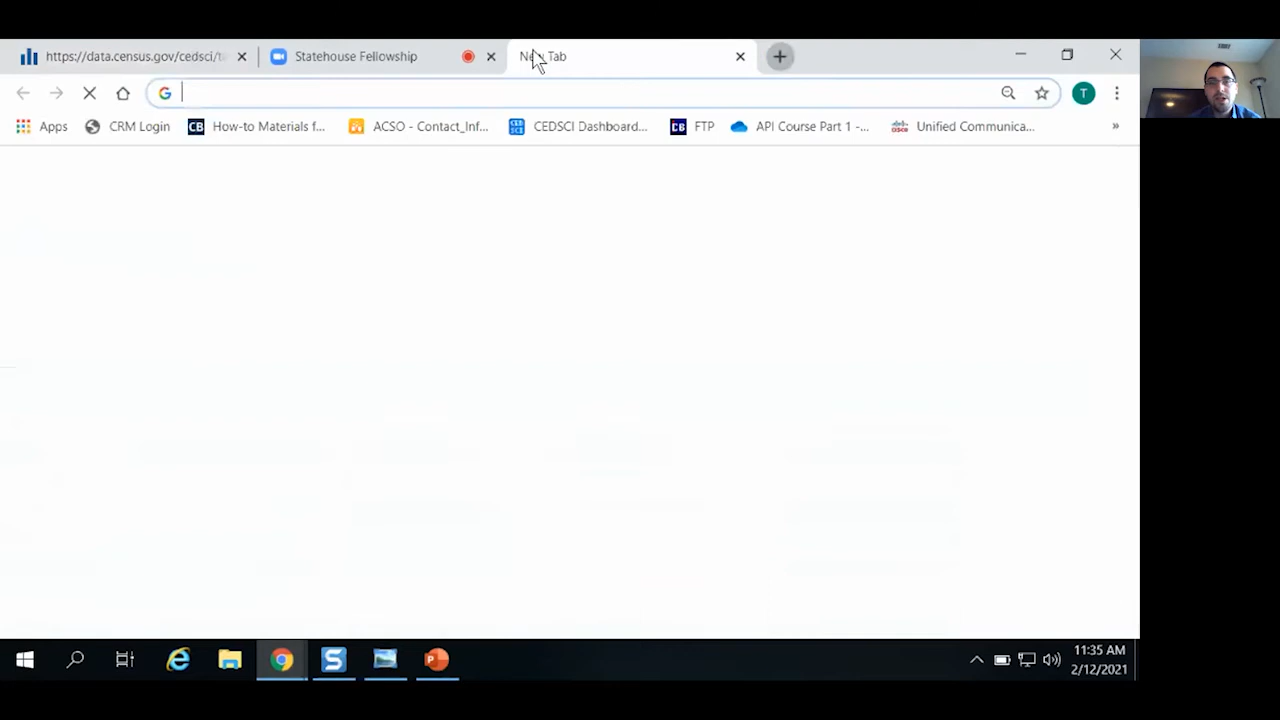 https://data.census.gov/cedsci/t
Statehouse Fellowship
New Tab
Apps
CRM Login
How-to Materials f...
ACSO - Contact_Inf...
CEDSCI Dashboard...
FTP
API Course Part 1 -...
Unified Communica...
T
11:35 AM
2/12/2021